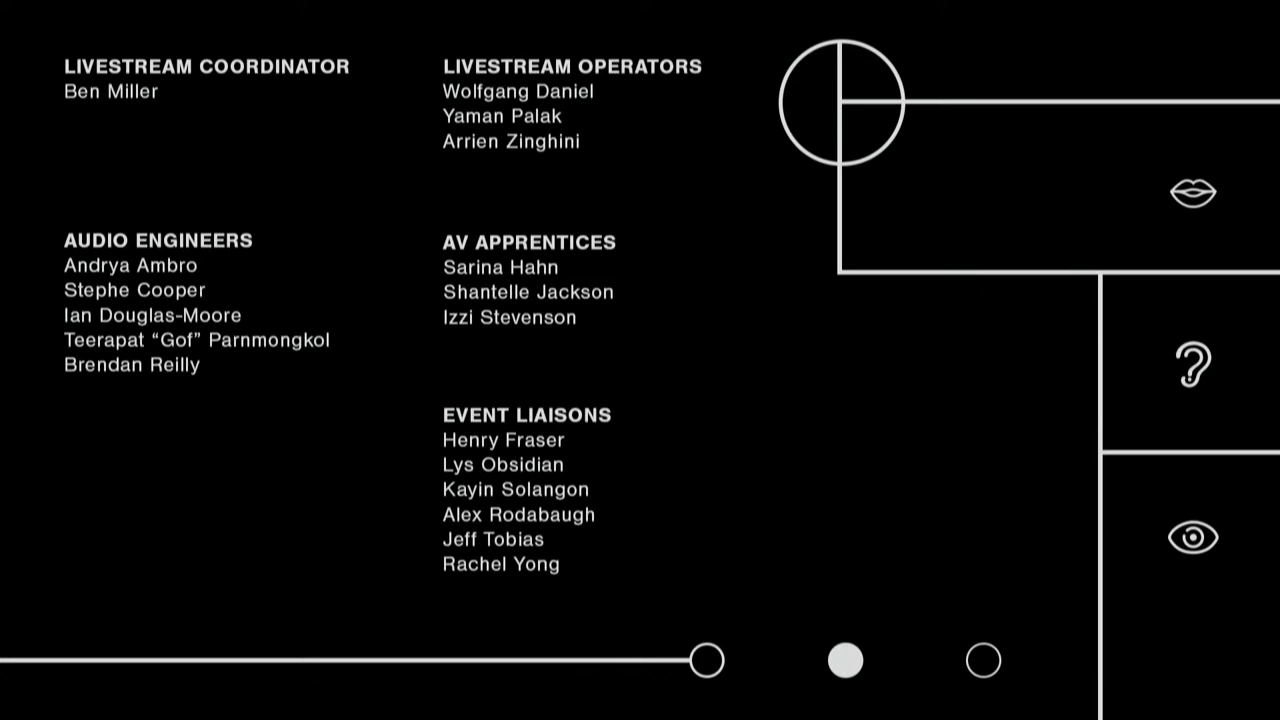 LIVESTREAM COORDINATOR
Ben Miller
LIVESTREAM OPERATORS
Wolfgang Daniel
Yaman Palak
Arrien Zinghini
AUDIO ENGINEERS
Andrya Ambro
Stephe Cooper
Ian Douglas-Moore
Teerapat “Gof” Parnmongkol
Brendan Reilly
AV APPRENTICES
Sarina Hahn
Shantelle Jackson
Izzi Stevenson
EVENT LIAISONS
Henry Fraser
Lys Obsidian
Kayin Solangon
Alex Rodabaugh
Jeff Tobias
Rachel Yong